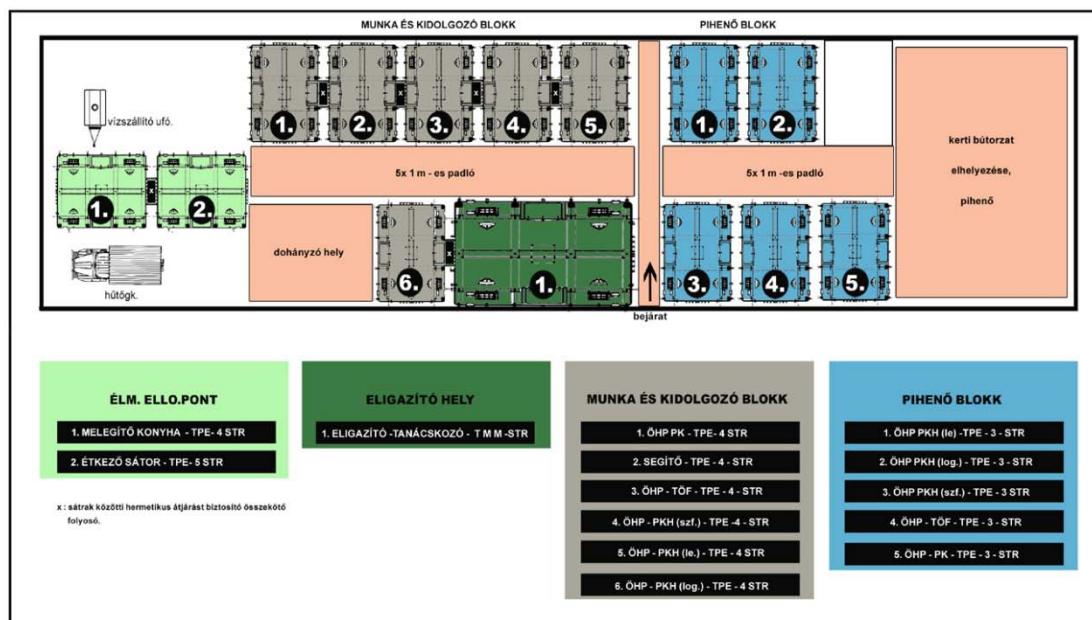 MUNKA ÉS KIDOLGOZÓ BLOKK
PIHENŐ BLOKK
1.
2.
3.
4.
5.
1.
2.
x
x
x
x
vízszállító ufó.
1.
x
2.
5x 1 m - es padló
5x 1 m -es padló
kerti bútorzat
elhelyezése,
pihenő
dohányzó hely
6.
x
1.
3.
4.
5.
hűtőgk.
bejárat
ÉLM. ELLO.PONT
1. MELEGÍTŐ KONYHA - TPE- 4 STR
2. ÉTKEZŐ SÁTOR - TPE- 5 STR
x : sátrak közötti hermetikus átjárást biztosító összekötő
folyosó.
ELIGAZÍTÓ HELY
1. ELIGAZÍTÓ -TANÁCSKOZÓ - T M M -STR
MUNKA ÉS KIDOLGOZÓ BLOKK
1. ÖHP PK - TPE- 4 STR
2. SEGÍTŐ - TPE - 4 - STR
3. ÖHP - TÖF - TPE - 4 - STR
4. ÖHP - PKH (szf.) - TPE -4 - STR
5. ÖHP - PKH (le.) - TPE - 4 STR
6. ÖHP - PKH (log.) - TPE - 4 STR
PIHENŐ BLOKK
1. ÖHP PKH (le) -TPE - 3 - STR
2. ÖHP PKH (log.) - TPE - 3 - STR
3. ÖHP PKH (szf.) - TPE - 3 STR
4. ÖHP - TÖF - TPE - 3 - STR
5. ÖHP - PK - TPE - 3 - STR